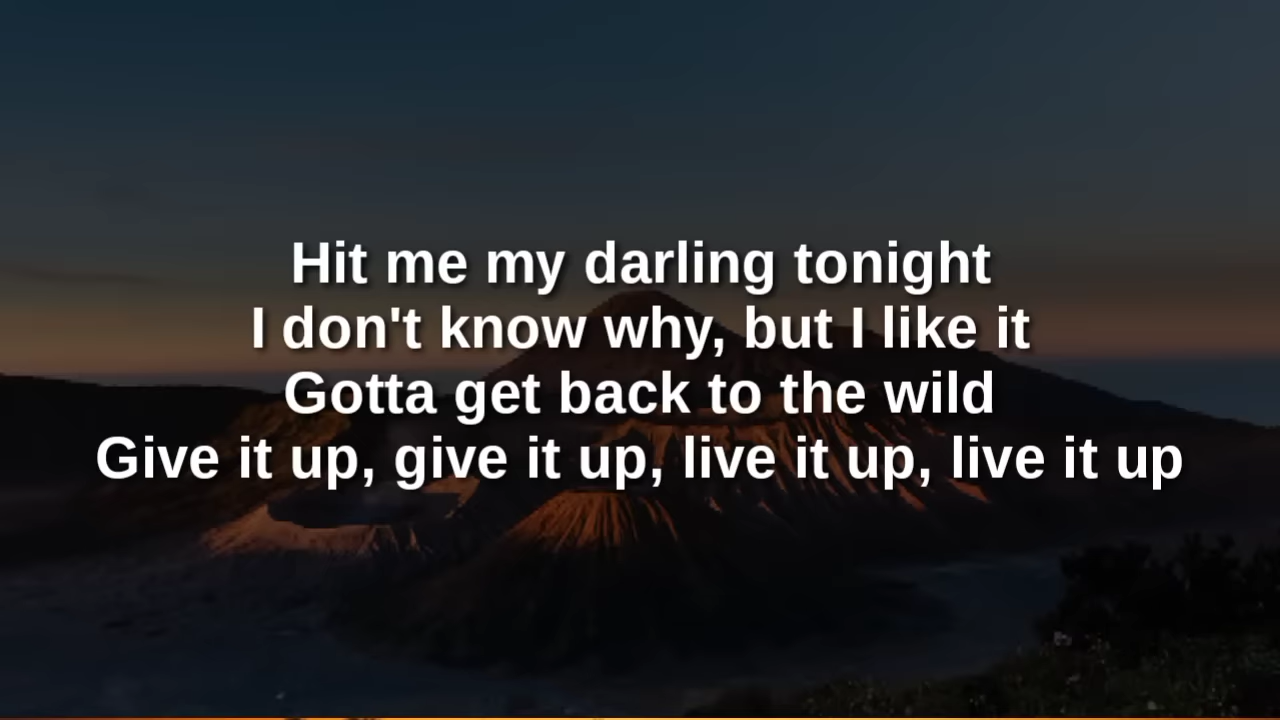 Hit me my darling tonight
I don't know why, but I like it
Gotta get back to the wild
Give it up, give it up, live it up, live it up